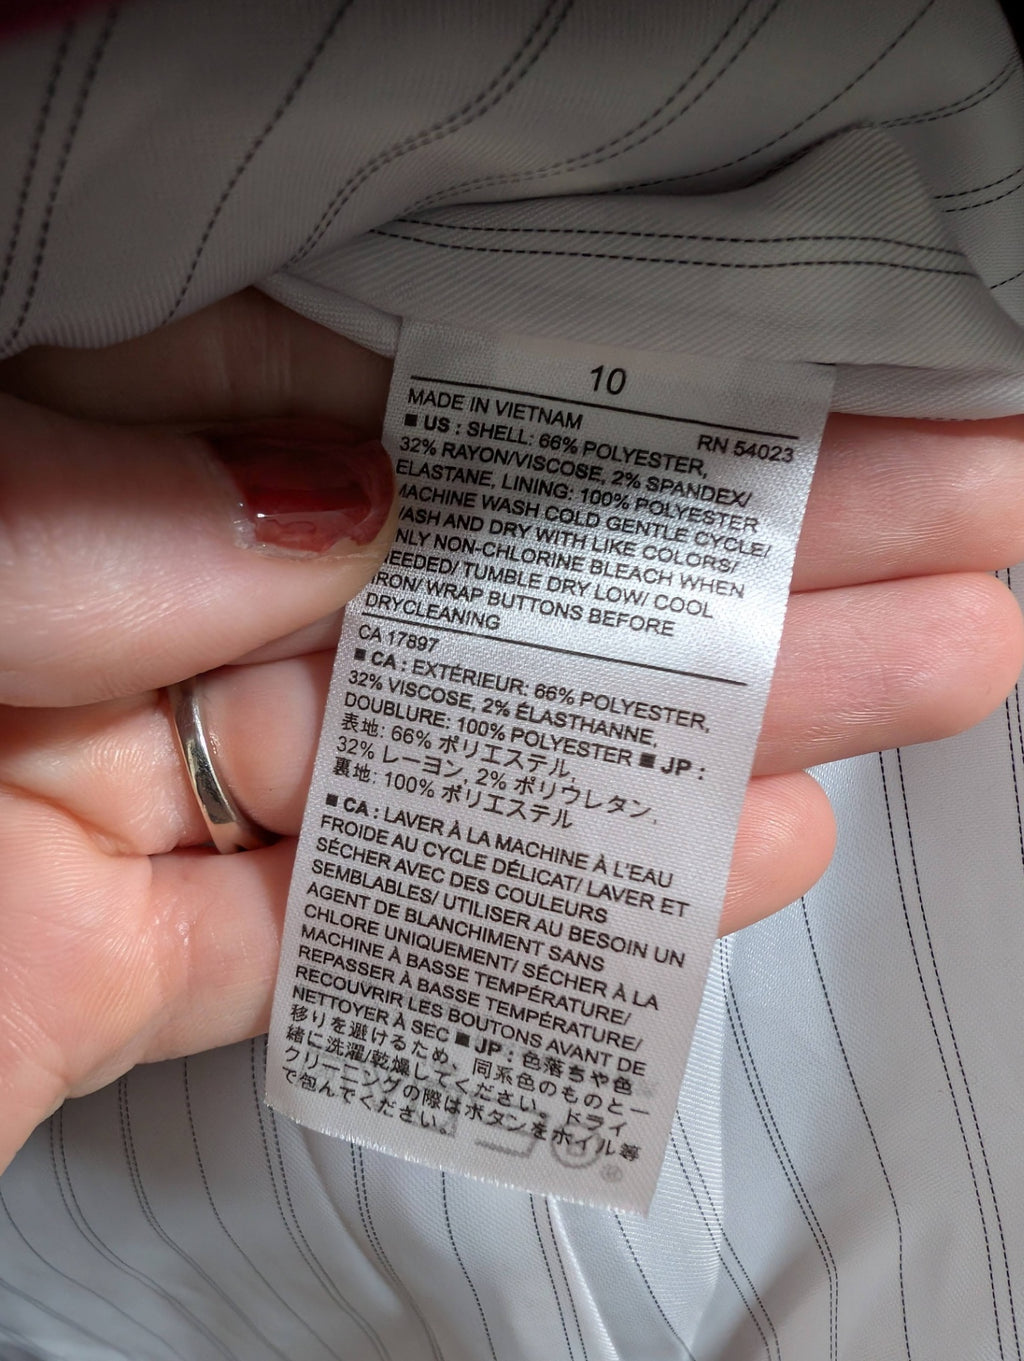 10
MADE IN VIETNAM
RN 54023
■ US : SHELL: 66% POLYESTER,
32% RAYON/VISCOSE, 2% SPANDEX/
ELASTANE, LINING: 100% POLYESTER
MACHINE WASH COLD GENTLE CYCLE/
WASH AND DRY WITH LIKE COLORS/
ONLY NON-CHLORINE BLEACH WHEN
NEEDED/ TUMBLE DRY LOW/ COOL
IRON/ WRAP BUTTONS BEFORE
DRYCLEANING
CA 17897
■ CA : EXTÉRIEUR: 66% POLYESTER,
32% VISCOSE, 2% ÉLASTHANNE,
DOUBLURE: 100% POLYESTER ■ JP :
表地: 66% ポリエステル,
32% レーヨン, 2% ポリウレタン,
裏地: 100% ポリエステル
■ CA : LAVER À LA MACHINE À L'EAU
FROIDE AU CYCLE DÉLICAT/ LAVER ET
SÉCHER AVEC DES COULEURS
SEMBLABLES/ UTILISER AU BESOIN UN
AGENT DE BLANCHIMENT SANS
CHLORE UNIQUEMENT/ SÉCHER À LA
MACHINE À BASSE TEMPÉRATURE/
REPASSER À BASSE TEMPÉRATURE/
RECOUVRIR LES BOUTONS AVANT DE
NETTOYER À SEC ■ JP : 色落ちや色
移りを避けるため、同系色のものと一
緒に洗濯/乾燥してください。ドライ
クリーニングの際はボタンをホイル等
で包んでください。